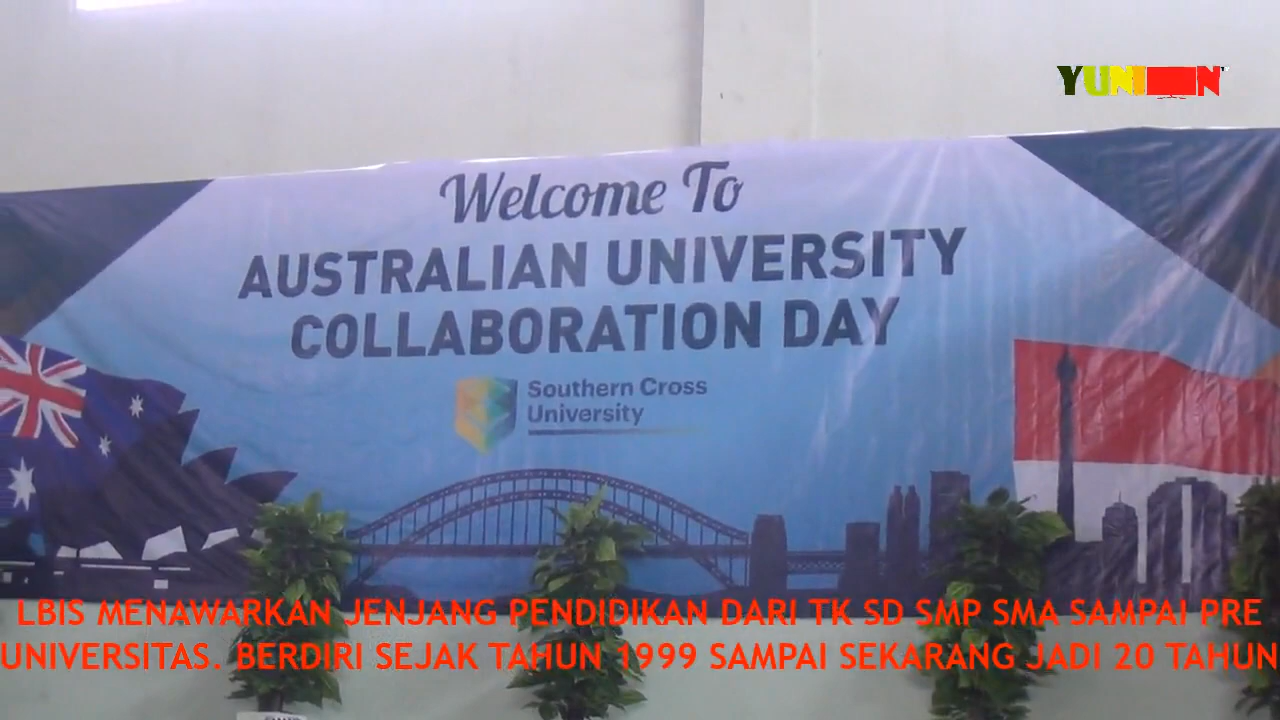 Welcome To
AUSTRALIAN UNIVERSITY
COLLABORATION DAY
Southern Cross
University
LBIS MENAWARKAN JENJANG PENDIDIKAN DARI TK SD SMP SMA SAMPAI PRE
UNIVERSITAS. BERDIRI SEJAK TAHUN 1999 SAMPAI SEKARANG JADI 20 TAHUN